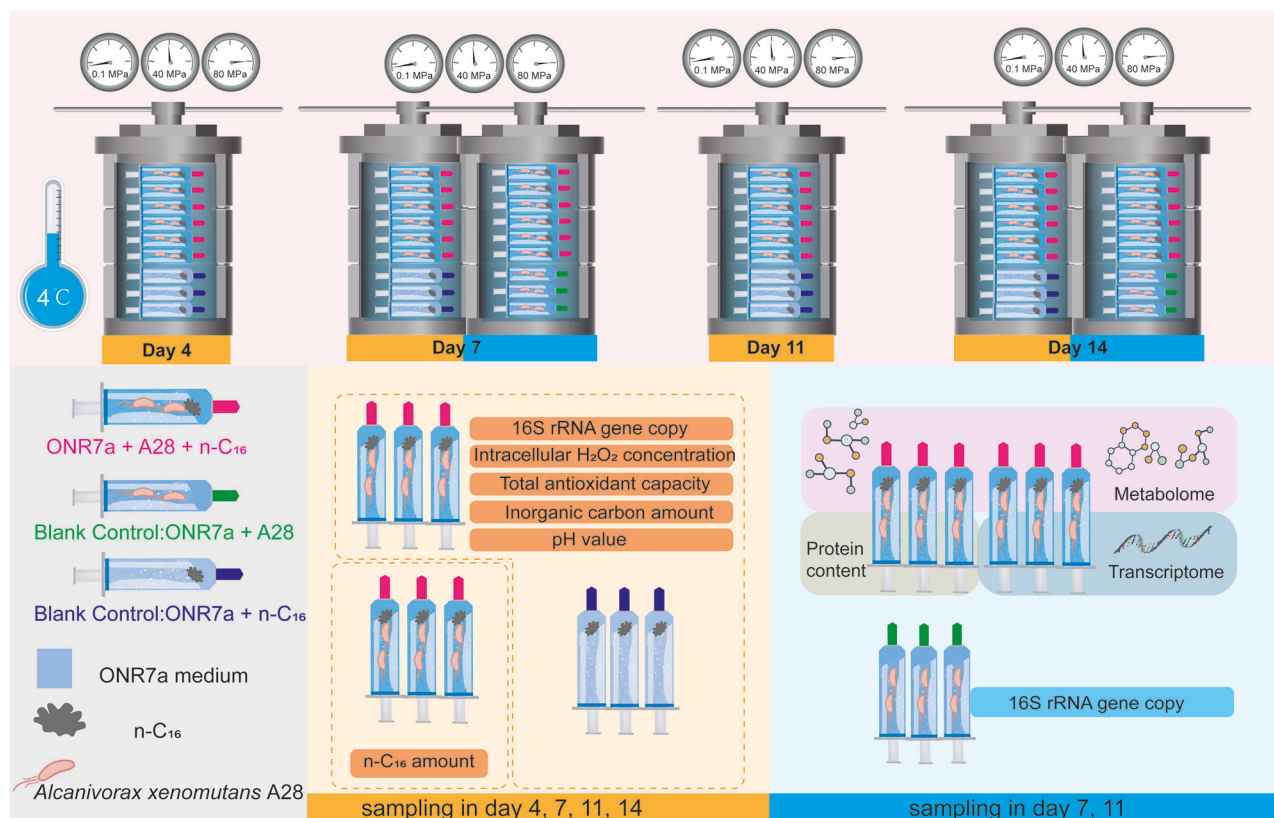 0.1 MPa 40 MPa 80 MPa
0.1 MPa 40 MPa 80 MPa
0.1 MPa 40 MPa 80 MPa
0.1 MPa 40 MPa 80 MPa
4℃
Day 4
Day 7
Day 11
Day 14
ONR7a + A28 + n-C₁₆
Blank Control:ONR7a + A28
Blank Control:ONR7a + n-C₁₆
ONR7a medium
n-C₁₆
Alcanivorax xenomutans A28
16S rRNA gene copy
Intracellular H₂O₂ concentration
Total antioxidant capacity
Inorganic carbon amount
pH value
n-C₁₆ amount
sampling in day 4, 7, 11, 14
Metabolome
Protein
content
Transcriptome
16S rRNA gene copy
sampling in day 7, 11